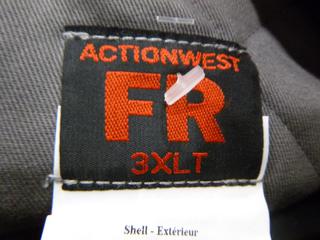 ACTIONWEST
FR
3XLT
Shell - Extérieur